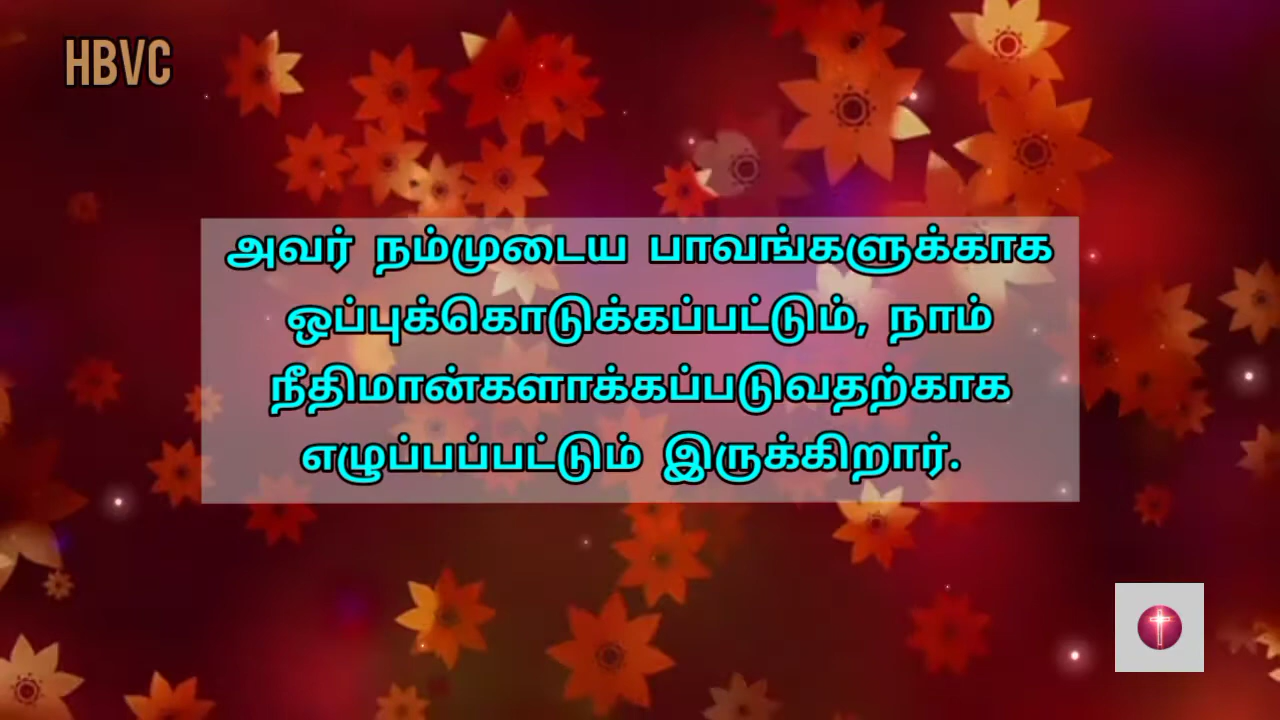 HBVC
அவர் நம்முடைய பாவங்களுக்காக
ஒப்புக்கொடுக்கப்பட்டும், நாம்
நீதிமான்களாக்கப்படுவதற்காக
எழுப்பப்பட்டும் இருக்கிறார்.